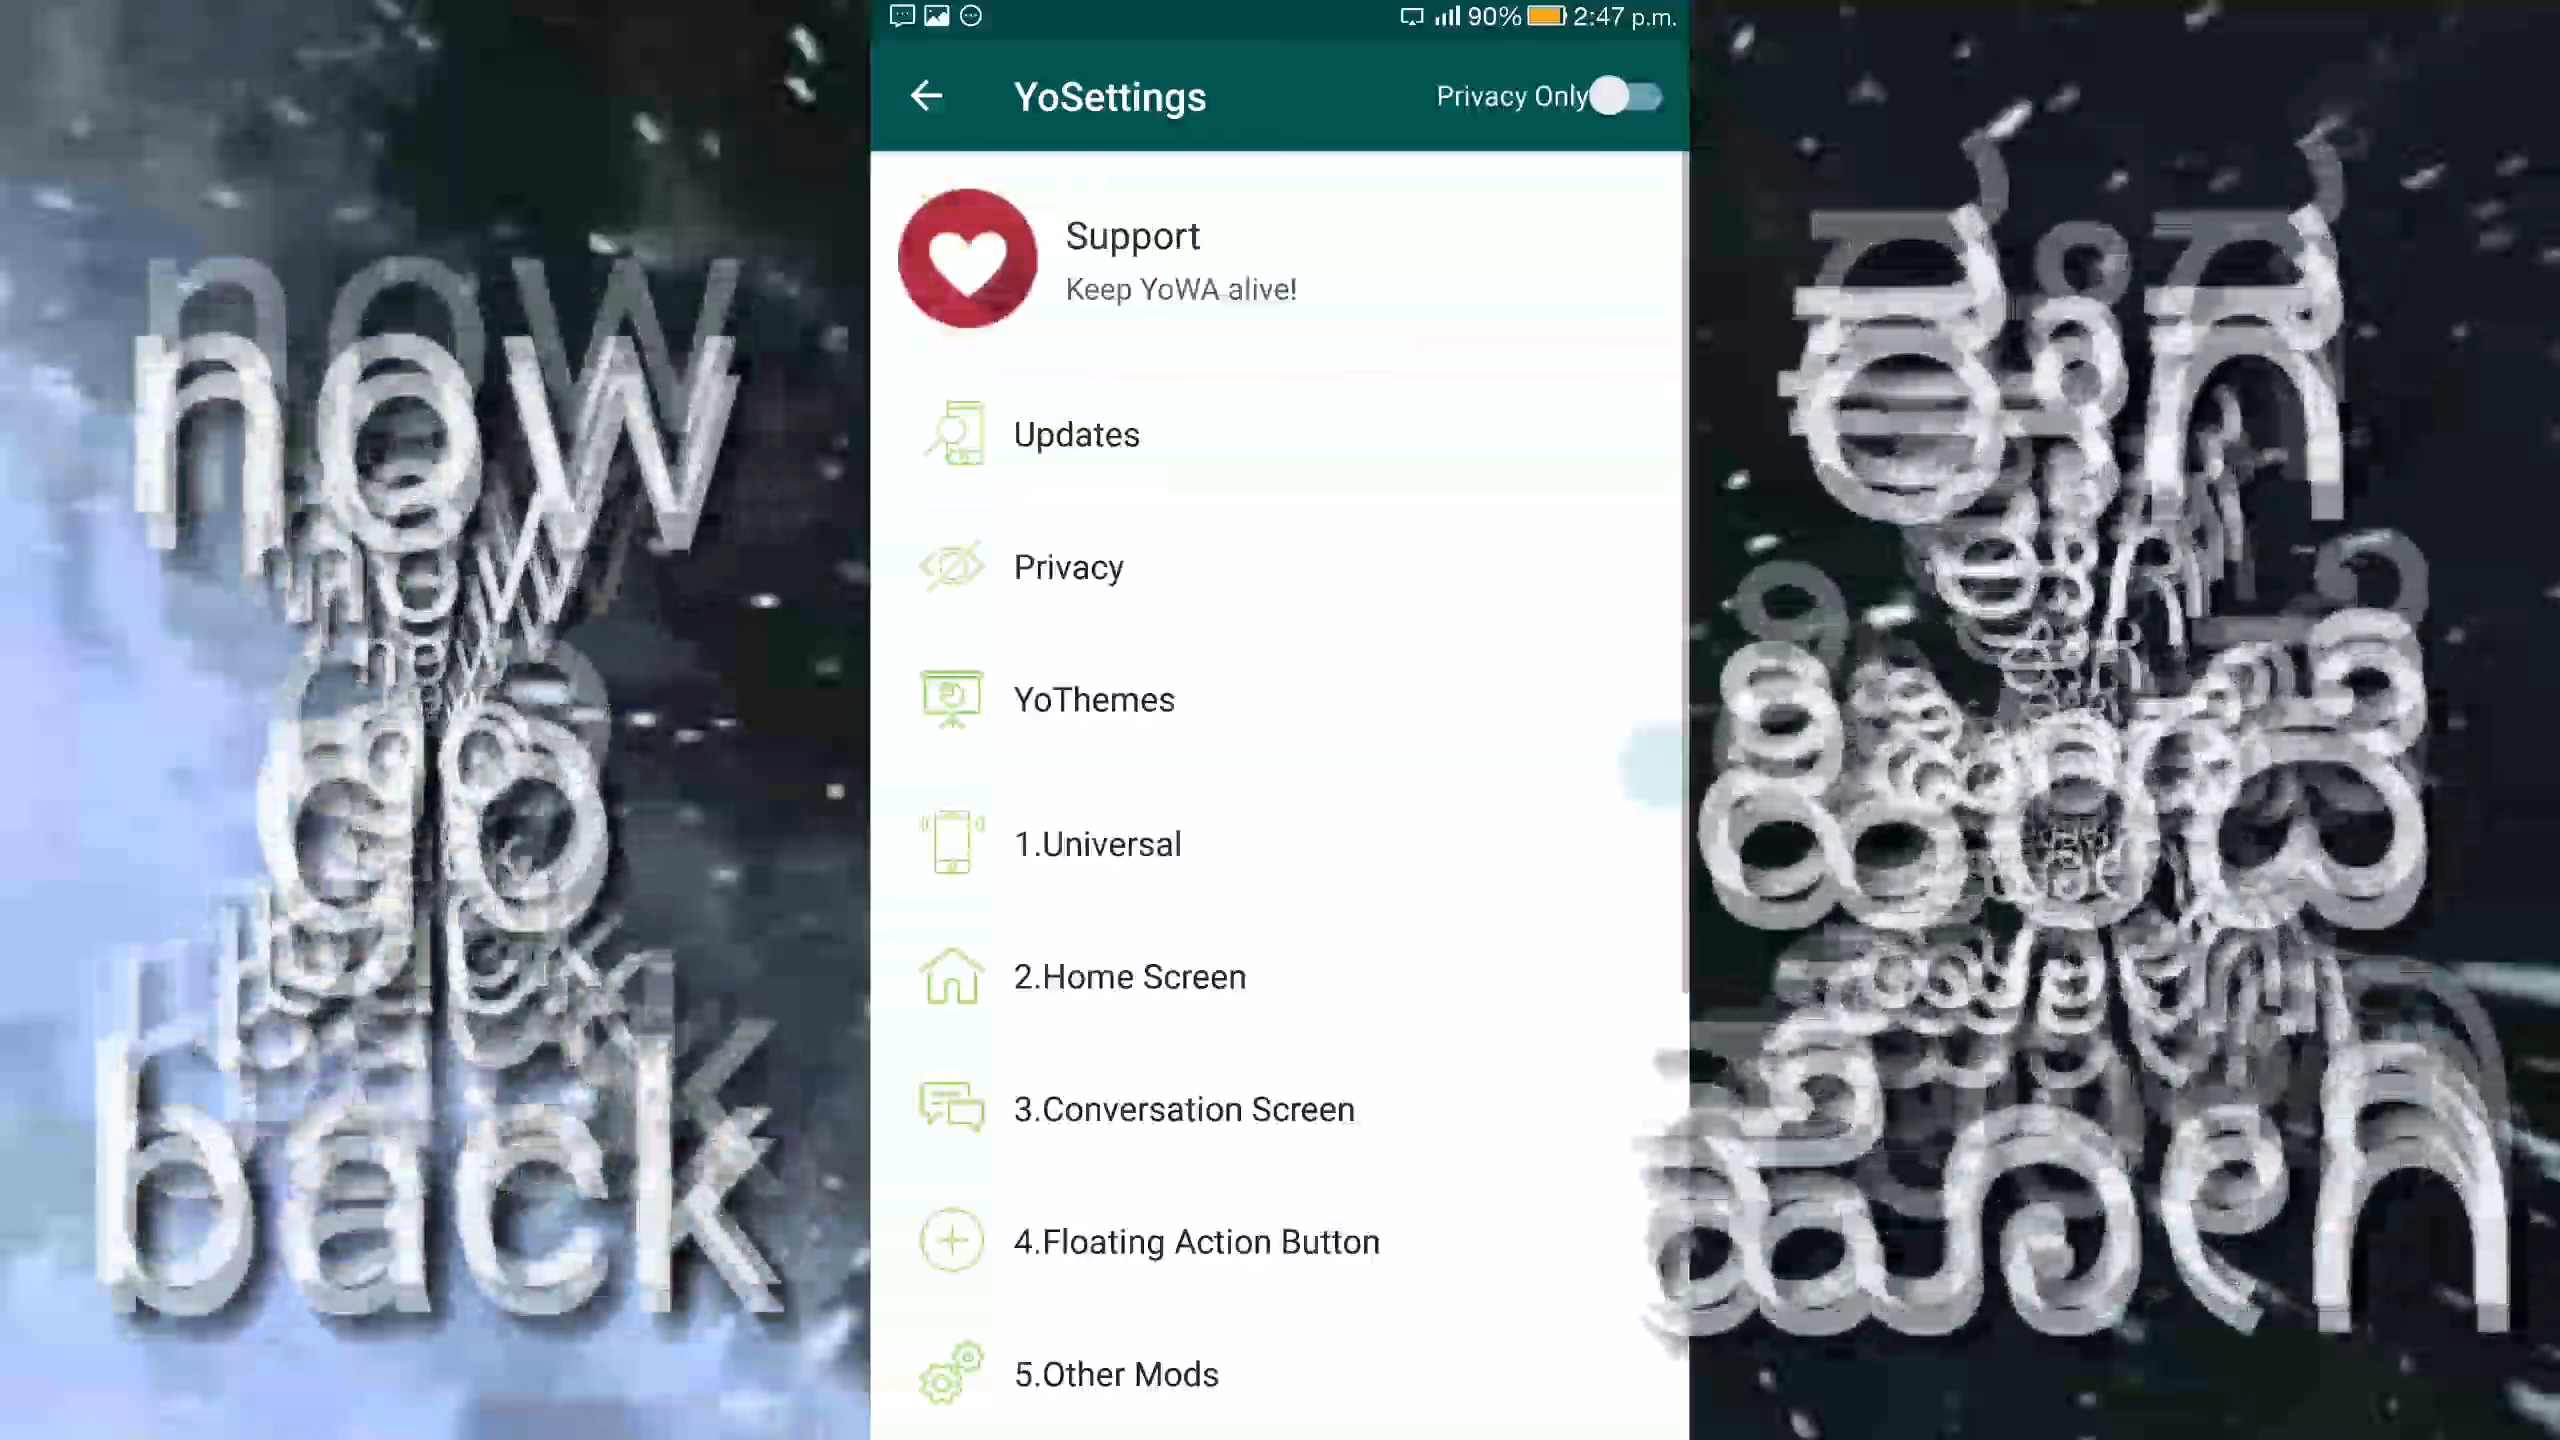 now
go
back
90% 2:47 p.m.
YoSettings
Privacy Only
Support
Keep YoWA alive!
Updates
Privacy
YoThemes
1.Universal
2.Home Screen
3.Conversation Screen
4.Floating Action Button
5.Other Mods
ಈಗ
ಹಿಂದೆ
ಹೋಗಿ